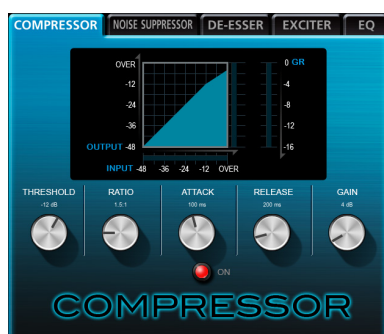 COMPRESSOR NOISE SUPPRESSOR DE-ESSER EXCITER EQ
OVER 0 GR
-12 -4
-24 -8
-36 -12
OUTPUT -48 -16
INPUT -48 -36 -24 -12 OVER
THRESHOLD RATIO ATTACK RELEASE GAIN
-12 dB 1.5:1 100 ms 200 ms 4 dB
ON
COMPRESSOR